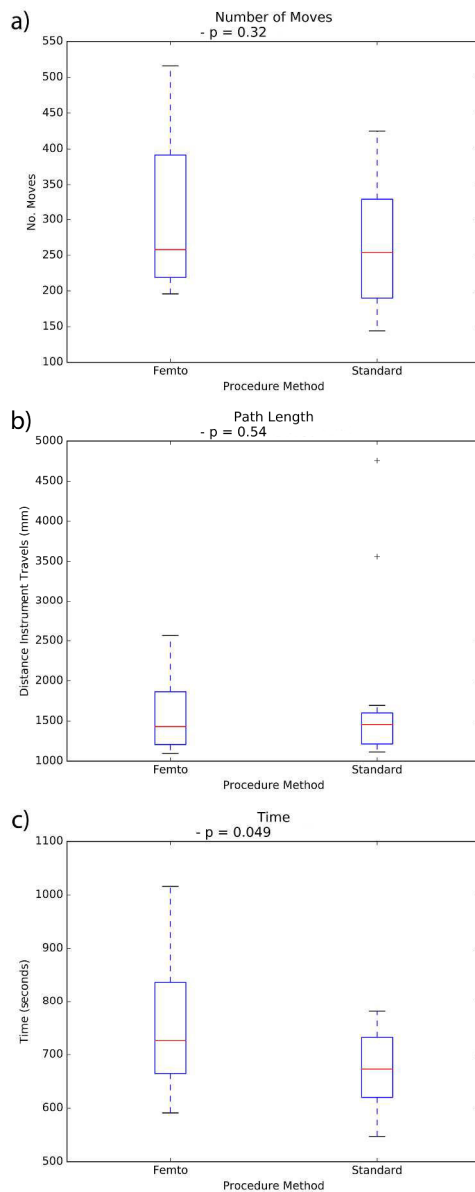 a)
Number of Moves
- p = 0.32
550
500
450
400
350
300
250
200
150
100
No. Moves
Femto
Standard
Procedure Method
b)
Path Length
- p = 0.54
5000
4500
4000
3500
3000
2500
2000
1500
1000
Distance Instrument Travels (mm)
Femto
Standard
Procedure Method
c)
Time
- p = 0.049
1100
1000
900
800
700
600
500
Time (seconds)
Femto
Standard
Procedure Method